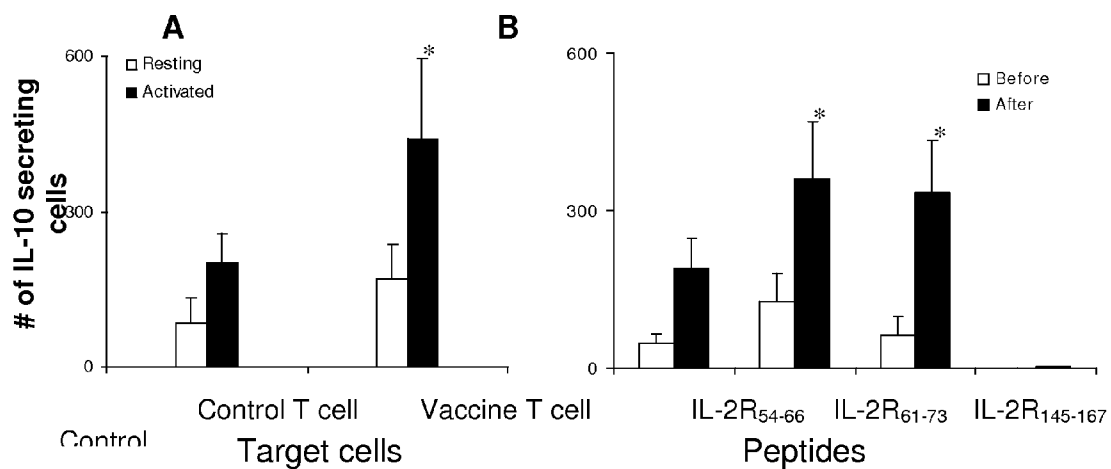 A B
600
Resting
Activated
*
300
0
# of IL-10 secreting
cells
Control T cell Vaccine T cell
Target cells
600
Before
After
*
*
300
0
IL-2R54-66 IL-2R61-73 IL-2R145-167
Control
Peptides